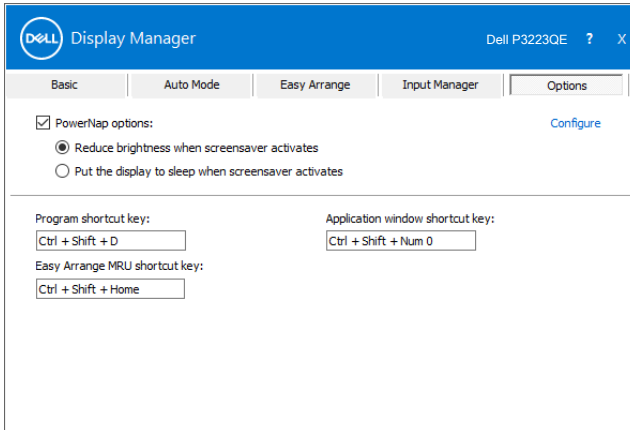 DELL Display Manager Dell P3223QE ? X
Basic Auto Mode Easy Arrange Input Manager Options
PowerNap options: Configure
Reduce brightness when screensaver activates
Put the display to sleep when screensaver activates
Program shortcut key: Application window shortcut key:
Ctrl + Shift + D Ctrl + Shift + Num 0
Easy Arrange MRU shortcut key:
Ctrl + Shift + Home